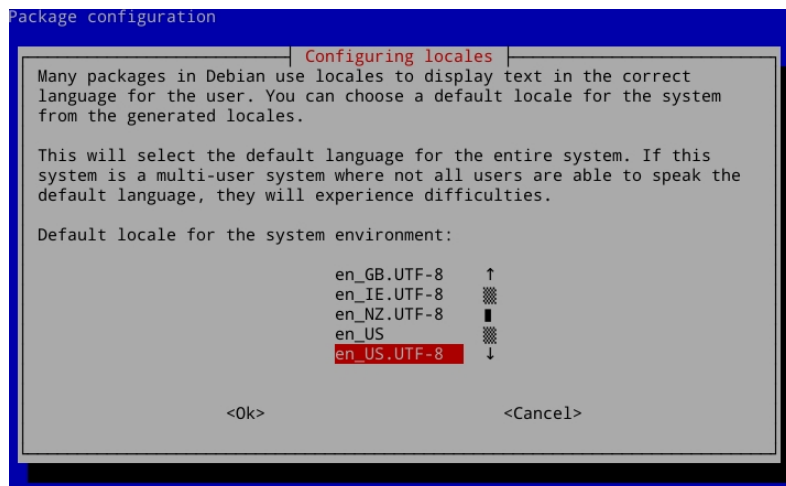 Package configuration
Configuring locales
Many packages in Debian use locales to display text in the correct
language for the user. You can choose a default locale for the system
from the generated locales.
This will select the default language for the entire system. If this
system is a multi-user system where not all users are able to speak the
default language, they will experience difficulties.
Default locale for the system environment:
en_GB.UTF-8 ↑
en_IE.UTF-8
en_NZ.UTF-8
en_US
en_US.UTF-8 ↓
<Ok> <Cancel>